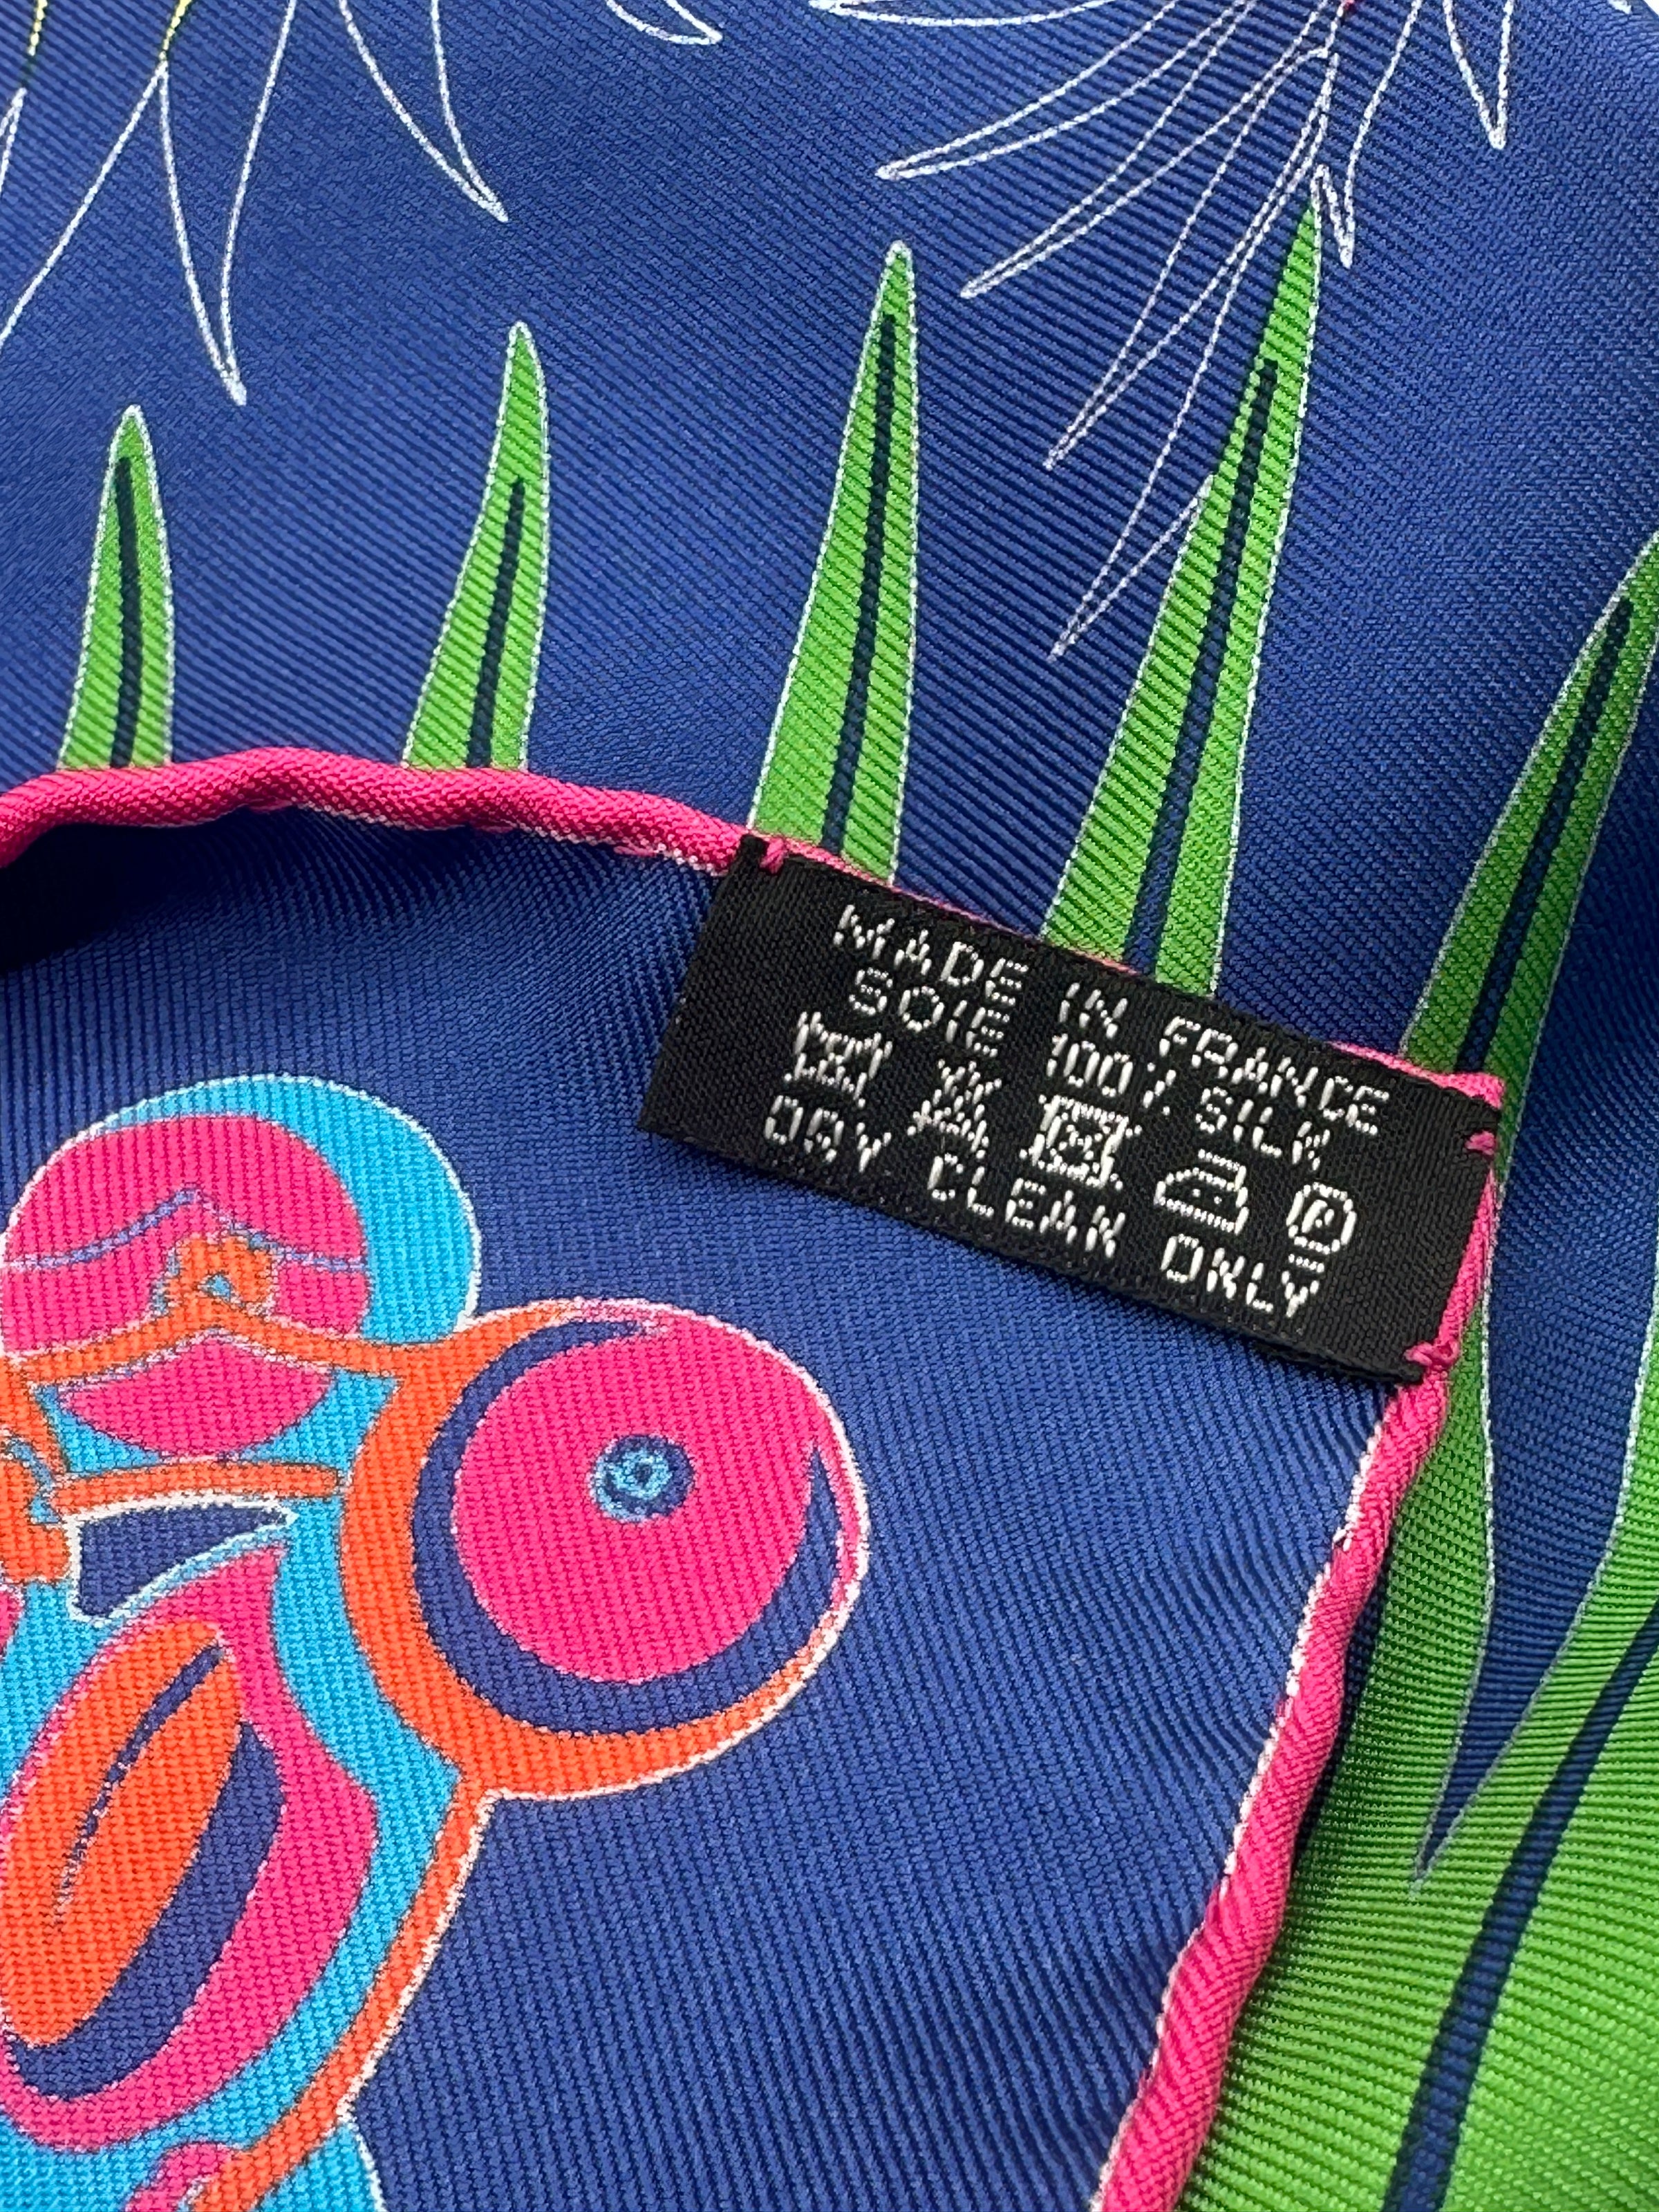 MADE IN FRANCE
SOIE 100% SILK
P
DRY CLEAN ONLY